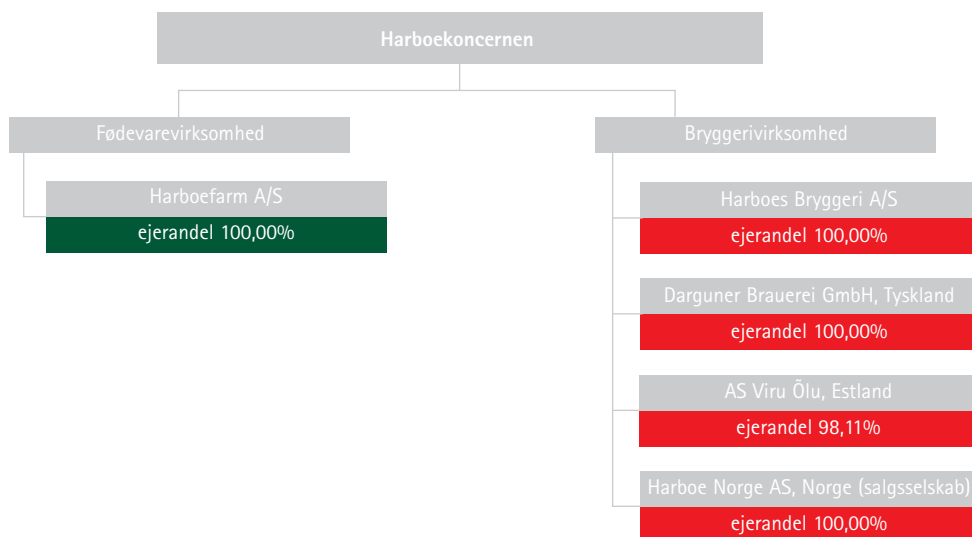 Harboekoncernen
Fødevarevirksomhed
Harboefarm A/S
ejerandel 100,00%
Bryggerivirksomhed
Harboes Bryggeri A/S
ejerandel 100,00%
Darguner Brauerei GmbH, Tyskland
ejerandel 100,00%
AS Viru Õlu, Estland
ejerandel 98,11%
Harboe Norge AS, Norge (salgsselskab)
ejerandel 100,00%